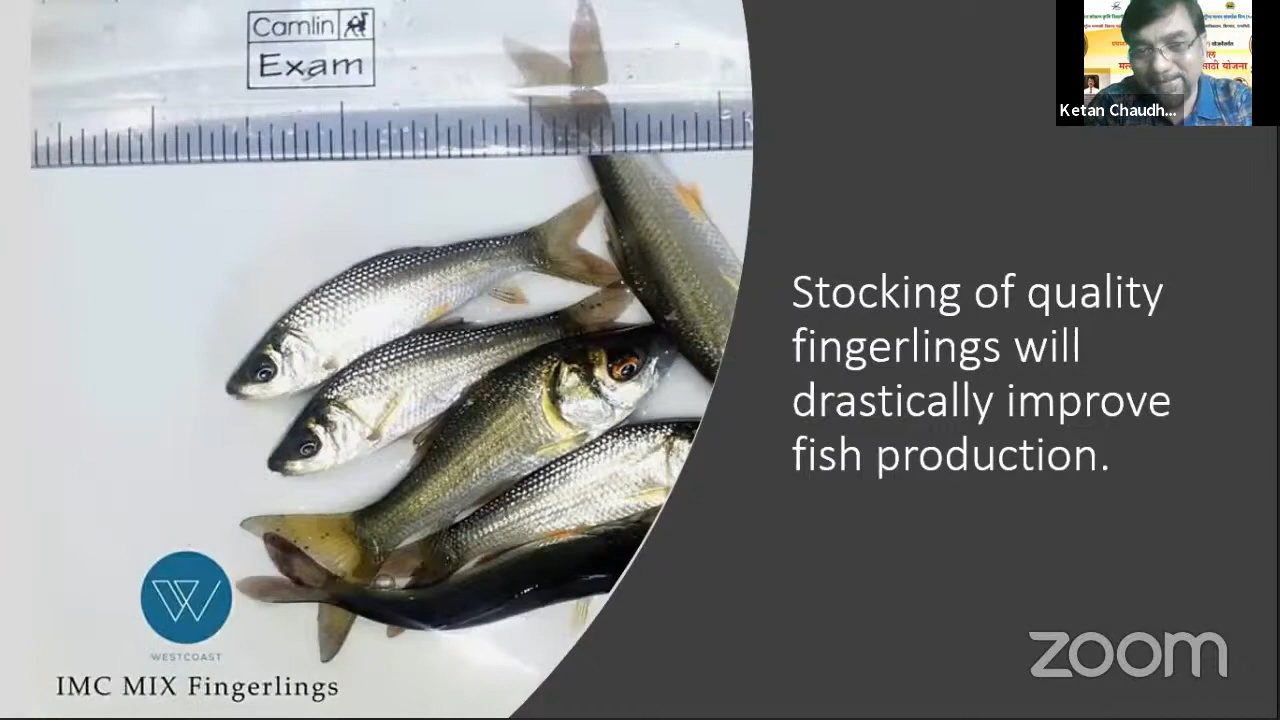 Camlin
Exam
Stocking of quality
fingerlings will
drastically improve
fish production.
WESTCOAST
IMC MIX Fingerlings
Ketan Chaudh...
zoom